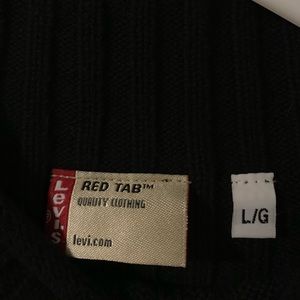 Levi's
®
RED TAB™
QUALITY CLOTHING
levi.com
L/G